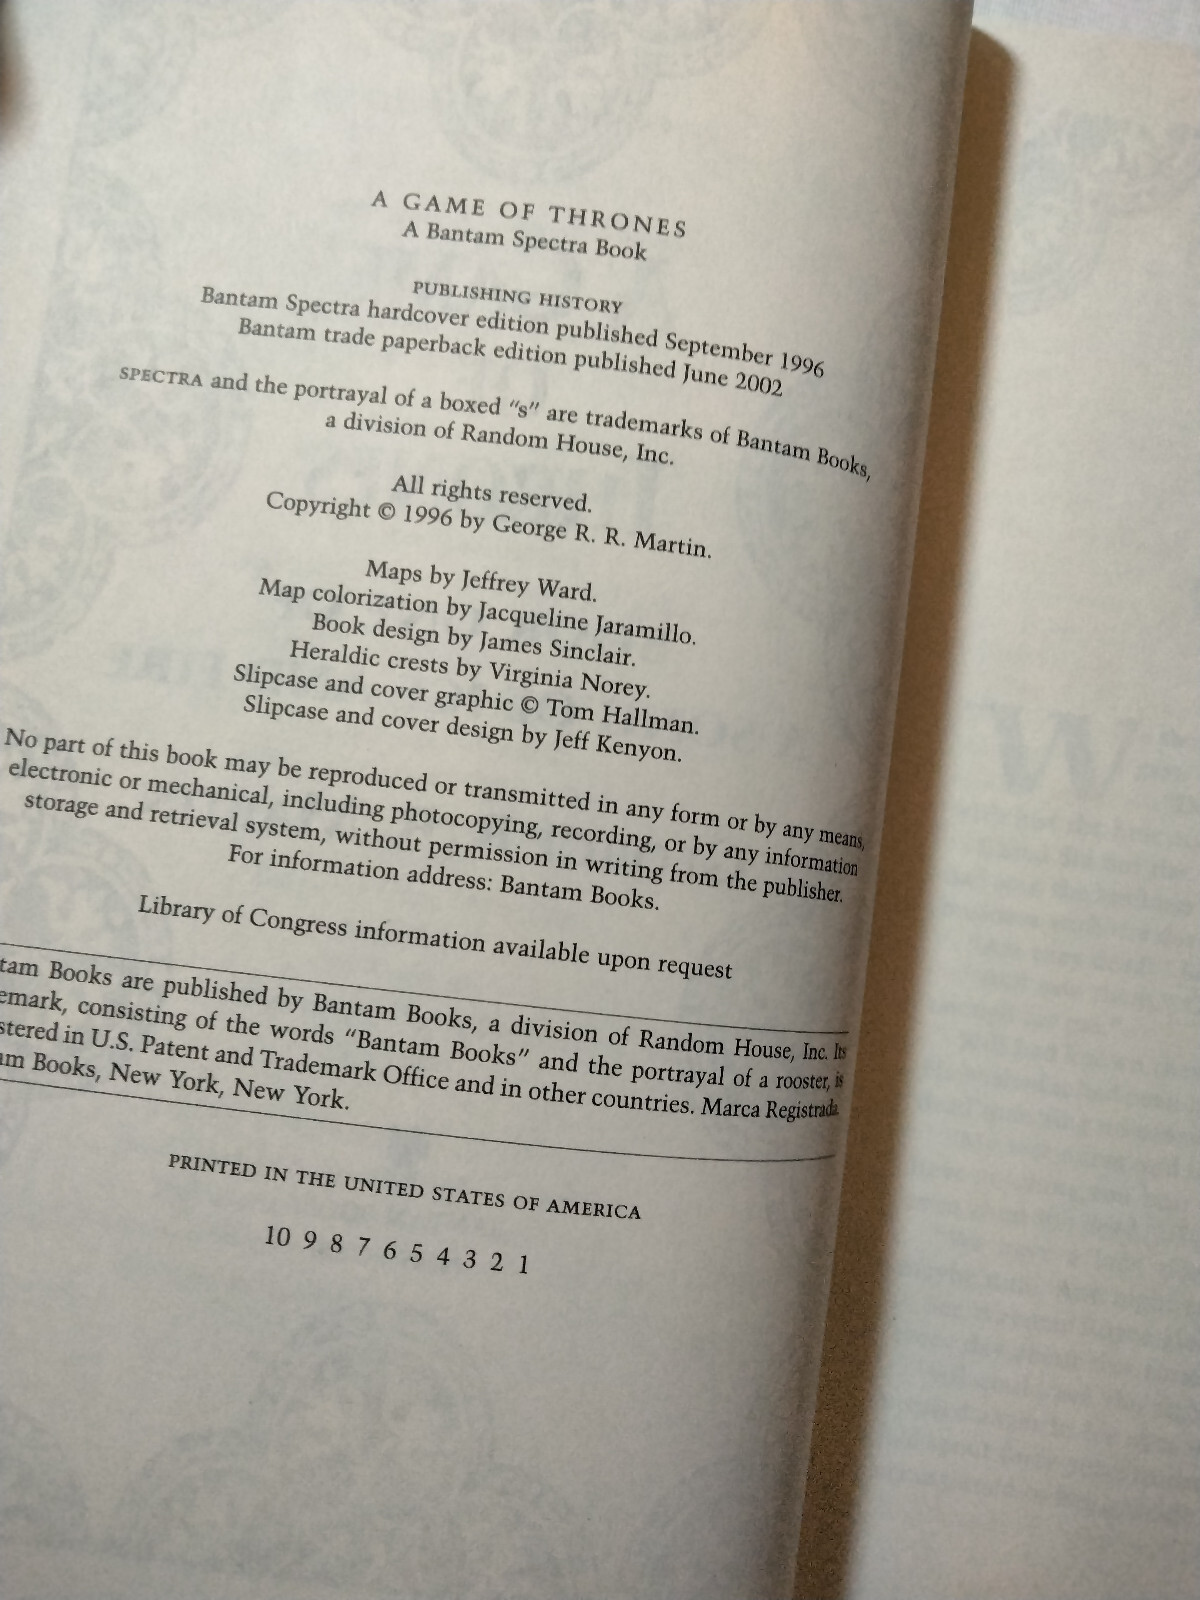 A GAME OF THRONES
A Bantam Spectra Book
PUBLISHING HISTORY
Bantam Spectra hardcover edition published September 1996
Bantam trade paperback edition published June 2002
SPECTRA and the portrayal of a boxed "s" are trademarks of Bantam Books,
a division of Random House, Inc.
All rights reserved.
Copyright © 1996 by George R. R. Martin.
Maps by Jeffrey Ward.
Map colorization by Jacqueline Jaramillo.
Book design by James Sinclair.
Heraldic crests by Virginia Norey.
Slipcase and cover graphic © Tom Hallman.
Slipcase and cover design by Jeff Kenyon.
No part of this book may be reproduced or transmitted in any form or by any means,
electronic or mechanical, including photocopying, recording, or by any information
storage and retrieval system, without permission in writing from the publisher.
For information address: Bantam Books.
Library of Congress information available upon request
tam Books are published by Bantam Books, a division of Random House, Inc. Its
emark, consisting of the words "Bantam Books" and the portrayal of a rooster, is
stered in U.S. Patent and Trademark Office and in other countries. Marca Registrada.
am Books, New York, New York.
PRINTED IN THE UNITED STATES OF AMERICA
10 9 8 7 6 5 4 3 2 1